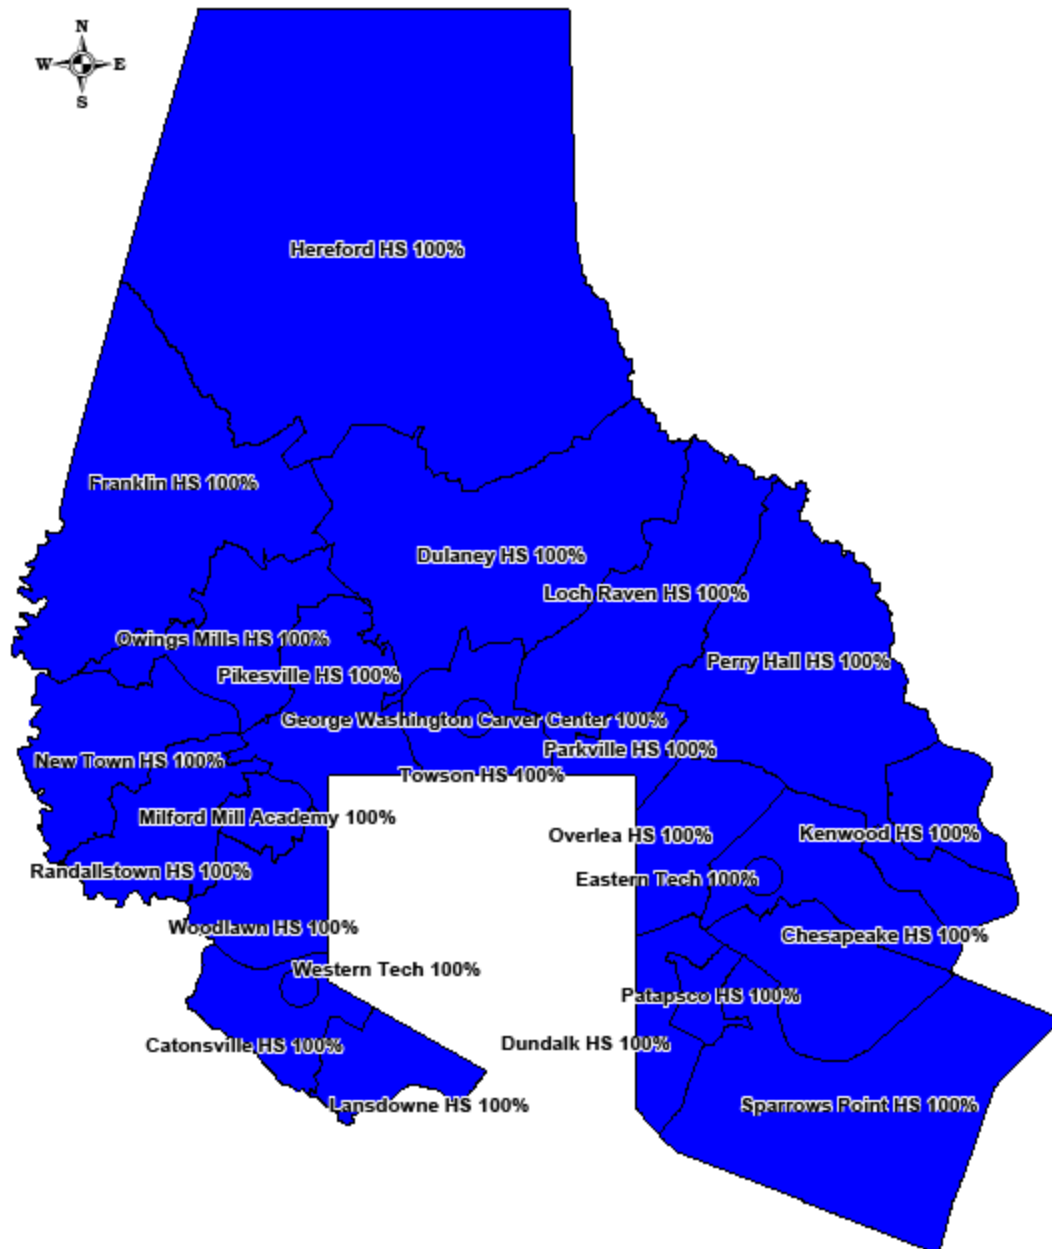 N
W E
S
Hereford HS 100%
Franklin HS 100%
Dulaney HS 100%
Loch Raven HS 100%
Owings Mills HS 100%
Perry Hall HS 100%
Pikesville HS 100%
George Washington Carver Center 100%
Parkville HS 100%
New Town HS 100%
Towson HS 100%
Milford Mill Academy 100%
Overlea HS 100%
Kenwood HS 100%
Randallstown HS 100%
Eastern Tech 100%
Woodlawn HS 100%
Chesapeake HS 100%
Western Tech 100%
Patapsco HS 100%
Catonsville HS 100%
Dundalk HS 100%
Lansdowne HS 100%
Sparrows Point HS 100%